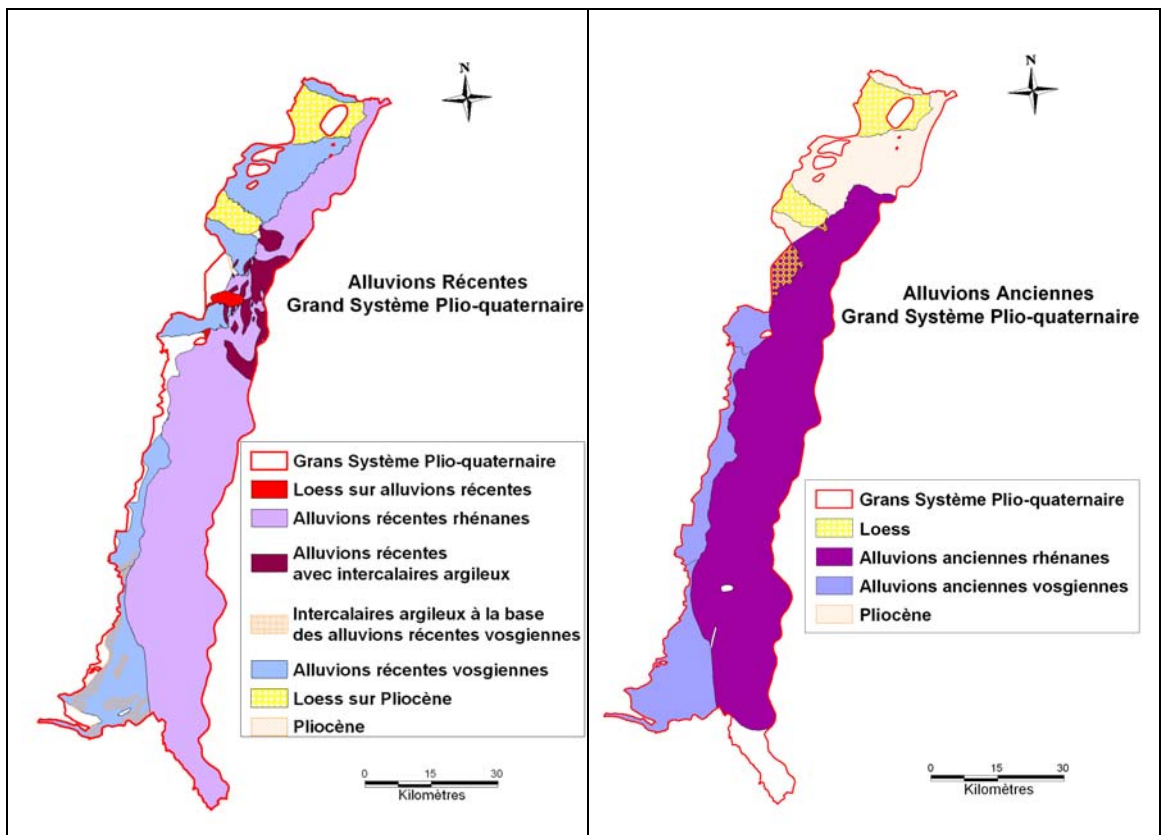 N
Alluvions Récentes
Grand Système Plio-quaternaire
Grans Système Plio-quaternaire
Loess sur alluvions récentes
Alluvions récentes rhénanes
Alluvions récentes
avec intercalaires argileux
Intercalaires argileux à la base
des alluvions récentes vosgiennes
Alluvions récentes vosgiennes
Loess sur Pliocène
Pliocène
0 15 30
Kilomètres
N
Alluvions Anciennes
Grand Système Plio-quaternaire
Grans Système Plio-quaternaire
Loess
Alluvions anciennes rhénanes
Alluvions anciennes vosgiennes
Pliocène
0 15 30
Kilomètres